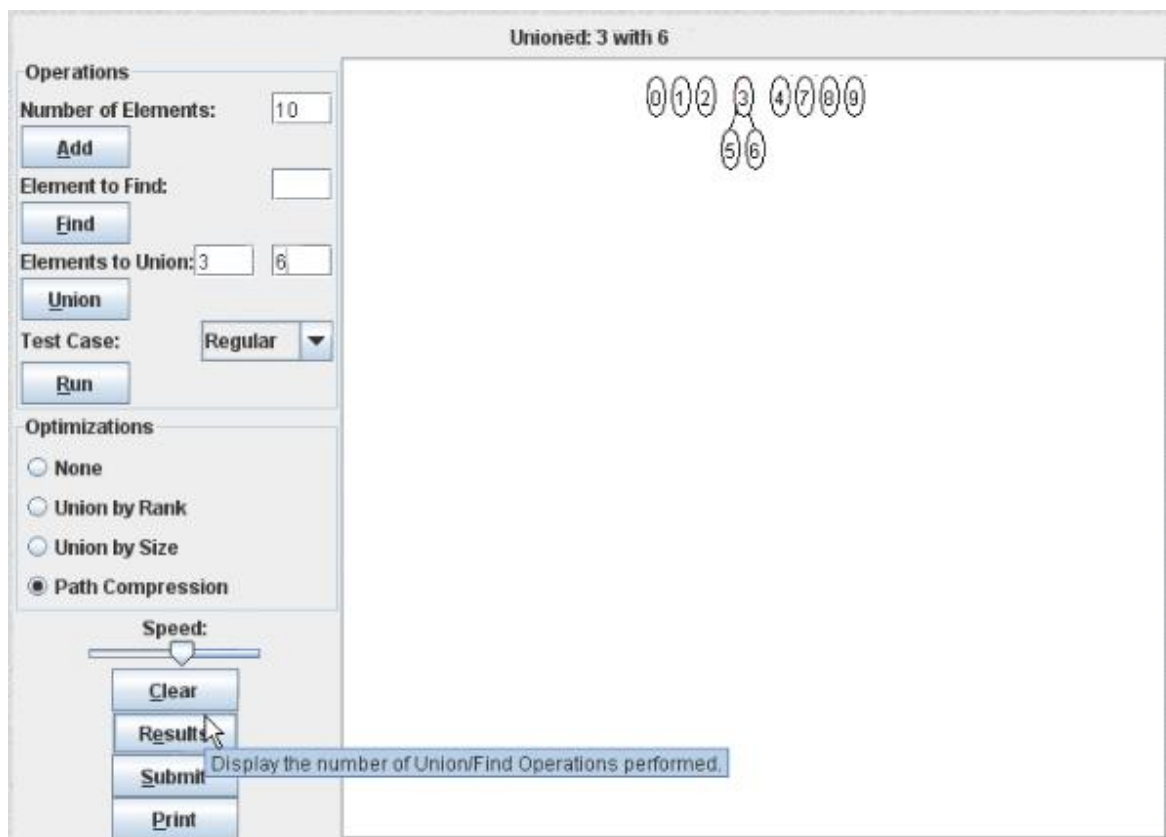 Unioned: 3 with 6
Operations
Number of Elements: 10
Add
Element to Find:
Find
Elements to Union: 3 6
Union
Test Case: Regular
Run
Optimizations
None
Union by Rank
Union by Size
Path Compression
Speed:
Clear
Results
Display the number of Union/Find Operations performed.
Submit
Print
0 1 2 3 4 7 8 9
5 6